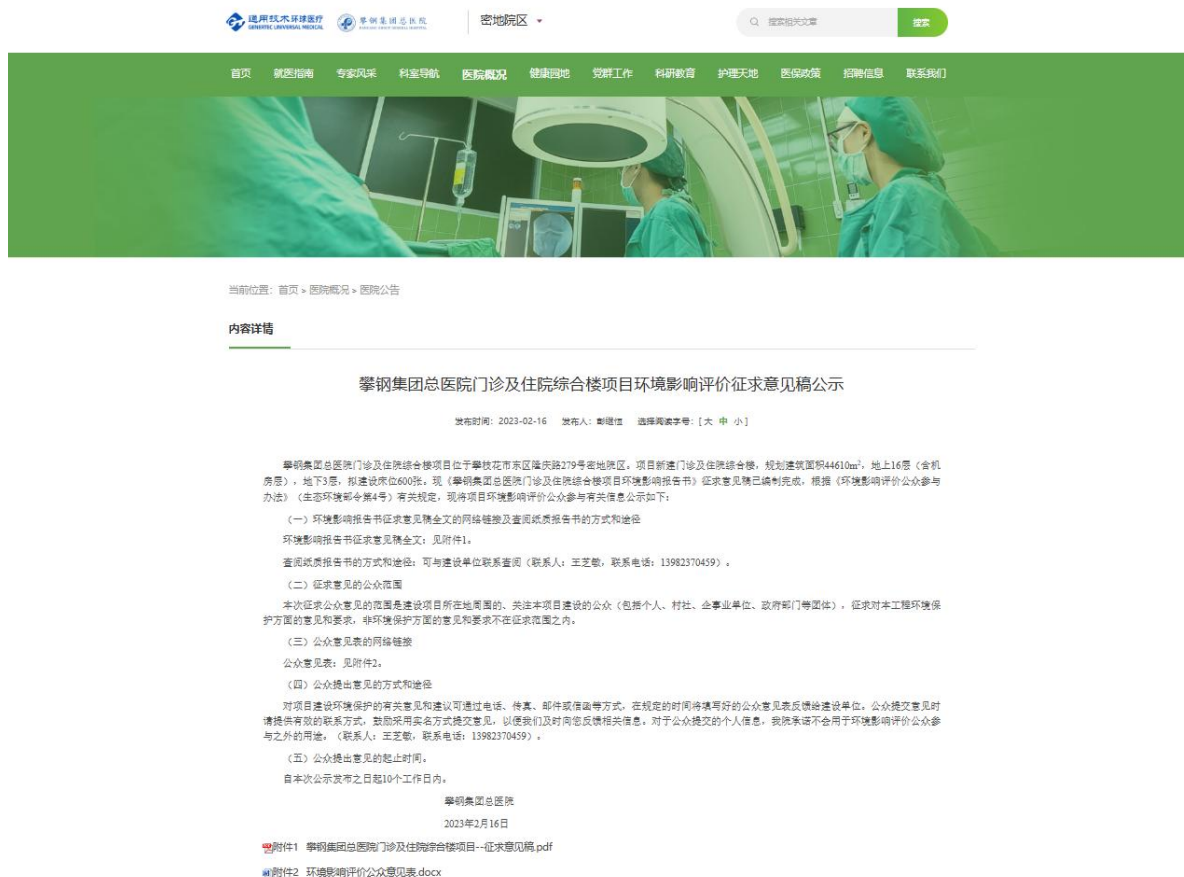 通用技术环球医疗
GENERTEC UNIVERSAL MEDICAL
攀钢集团总医院
密地院区
搜索相关文章
搜索
首页 就医指南 专家风采 科室导航 医院概况 健康园地 党群工作 科研教育 护理天地 医保政策 招聘信息 联系我们
当前位置：首页 » 医院概况 » 医院公告
内容详情
攀钢集团总医院门诊及住院综合楼项目环境影响评价征求意见稿公示
发布时间：2023-02-16 发布人：彭继恒 选择阅读字号：[ 大 中 小 ]
攀钢集团总医院门诊及住院综合楼项目位于攀枝花市东区隆庆路279号密地院区。项目新建门诊及住院综合楼，规划建筑面积44610m²，地上16层（含机
房层），地下3层，拟建设床位600张。现《攀钢集团总医院门诊及住院综合楼项目环境影响报告书》征求意见稿已编制完成，根据《环境影响评价公众参与
办法》（生态环境部令第4号）有关规定，现将项目环境影响评价公众参与有关信息公示如下：
（一）环境影响报告书征求意见稿全文的网络链接及查阅纸质报告书的方式和途径
环境影响报告书征求意见稿全文：见附件1。
查阅纸质报告书的方式和途径：可与建设单位联系查阅（联系人：王芝敏，联系电话：13982370459）。
（二）征求意见的公众范围
本次征求公众意见的范围是建设项目所在地周围的、关注本项目建设的公众（包括个人、村社、企事业单位、政府部门等团体），征求对本工程环境保
护方面的意见和要求，非环境保护方面的意见和要求不在征求范围之内。
（三）公众意见表的网络链接
公众意见表：见附件2。
（四）公众提出意见的方式和途径
对项目建设环境保护的有关意见和建议可通过电话、传真、邮件或信函等方式，在规定的时间将填写好的公众意见表反馈给建设单位。公众提交意见时
请提供有效的联系方式，鼓励采用实名方式提交意见，以便我们及时向您反馈相关信息。对于公众提交的个人信息，我院承诺不会用于环境影响评价公众参
与之外的用途。（联系人：王芝敏，联系电话：13982370459）。
（五）公众提出意见的起止时间。
自本次公示发布之日起10个工作日内。
攀钢集团总医院
2023年2月16日
附件1 攀钢集团总医院门诊及住院综合楼项目--征求意见稿.pdf
附件2 环境影响评价公众意见表.docx